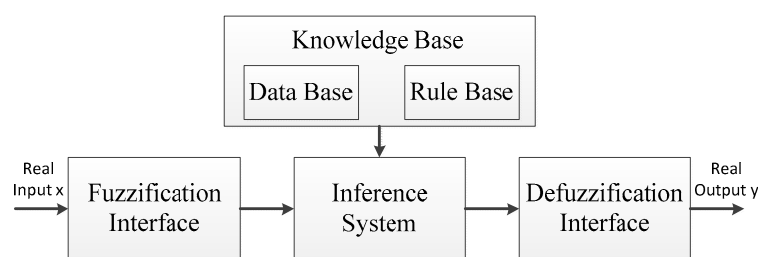 Knowledge Base
Data Base
Rule Base
Real
Input x
Fuzzification
Interface
Inference
System
Defuzzification
Interface
Real
Output y